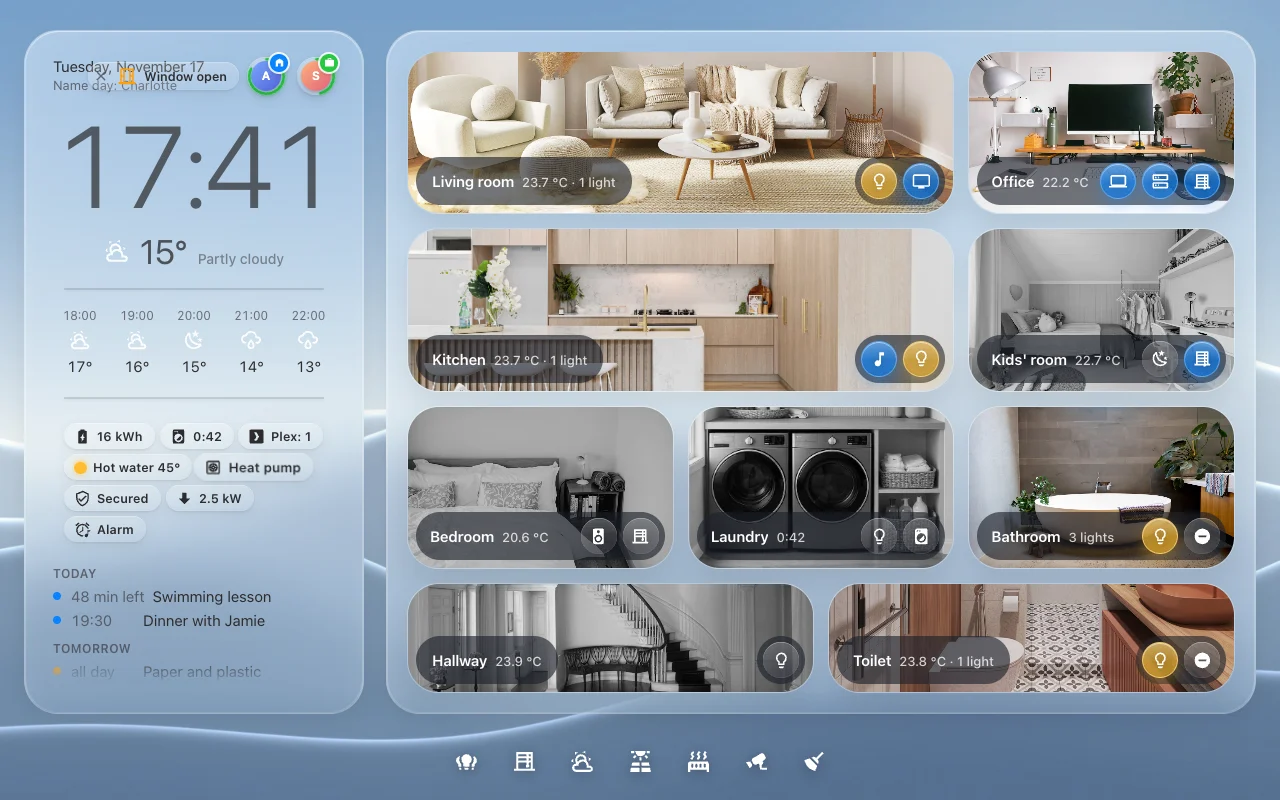 Tuesday, November 17
Window open
A
S
Name day: Charlotte
17:41
15° Partly cloudy
18:00 19:00 20:00 21:00 22:00
17° 16° 15° 14° 13°
16 kWh 0:42 Plex: 1
Hot water 45° Heat pump
Secured 2.5 kW
Alarm
TODAY
48 min left Swimming lesson
19:30 Dinner with Jamie
TOMORROW
all day Paper and plastic
Living room 23.7 °C · 1 light
Office 22.2 °C
Kitchen 23.7 °C · 1 light
Kids' room 22.7 °C
Bedroom 20.6 °C
Laundry 0:42
Bathroom 3 lights
Hallway 23.9 °C
Toilet 23.8 °C · 1 light